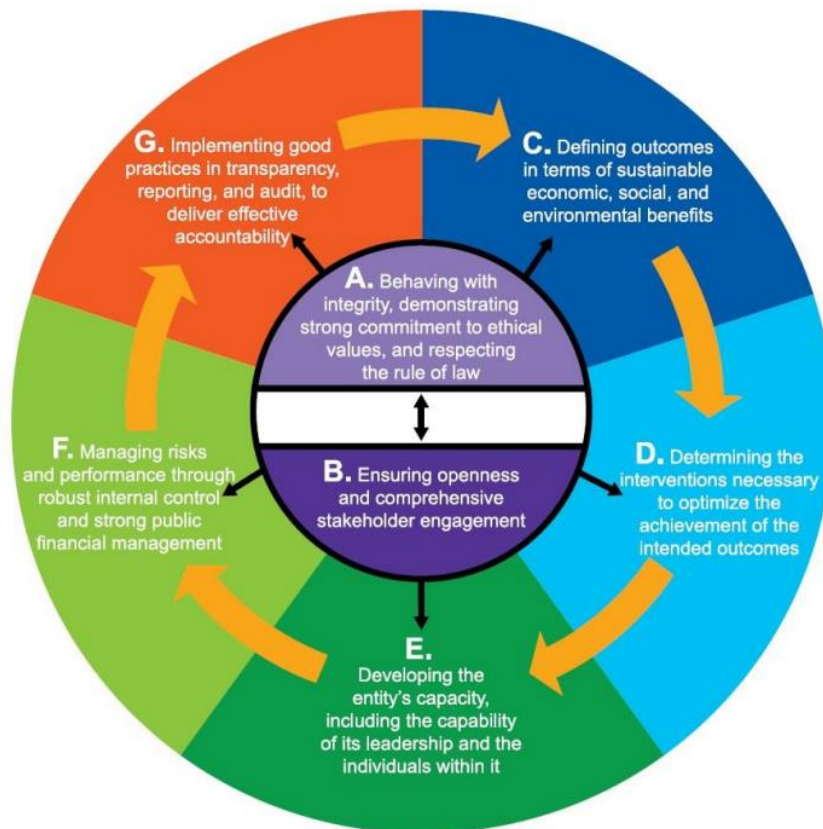 G. Implementing good
practices in transparency,
reporting, and audit, to
deliver effective
accountability
C. Defining outcomes
in terms of sustainable
economic, social, and
environmental benefits
A. Behaving with
integrity, demonstrating
strong commitment to ethical
values, and respecting
the rule of law
F. Managing risks
and performance through
robust internal control
and strong public
financial management
B. Ensuring openness
and comprehensive
stakeholder engagement
D. Determining the
interventions necessary
to optimize the
achievement of the
intended outcomes
E.
Developing the
entity's capacity,
including the capability
of its leadership and the
individuals within it